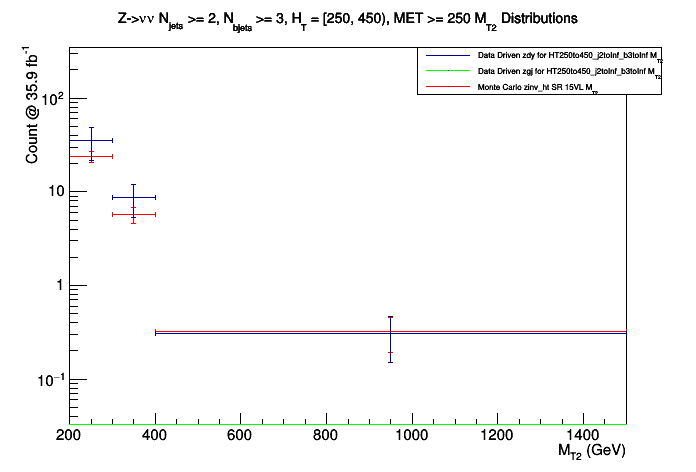 Z->νν N_jets >= 2, N_bjets >= 3, H_T = [250, 450), MET >= 250 M_T2 Distributions
Data Driven zdy for HT250to450_j2toInf_b3toInf M_T2
Data Driven zgj for HT250to450_j2toInf_b3toInf M_T2
Monte Carlo zinv_ht SR 15VL M_T2
Count @ 35.9 fb^-1
10^2
10
1
10^-1
200 400 600 800 1000 1200 1400
M_T2 (GeV)